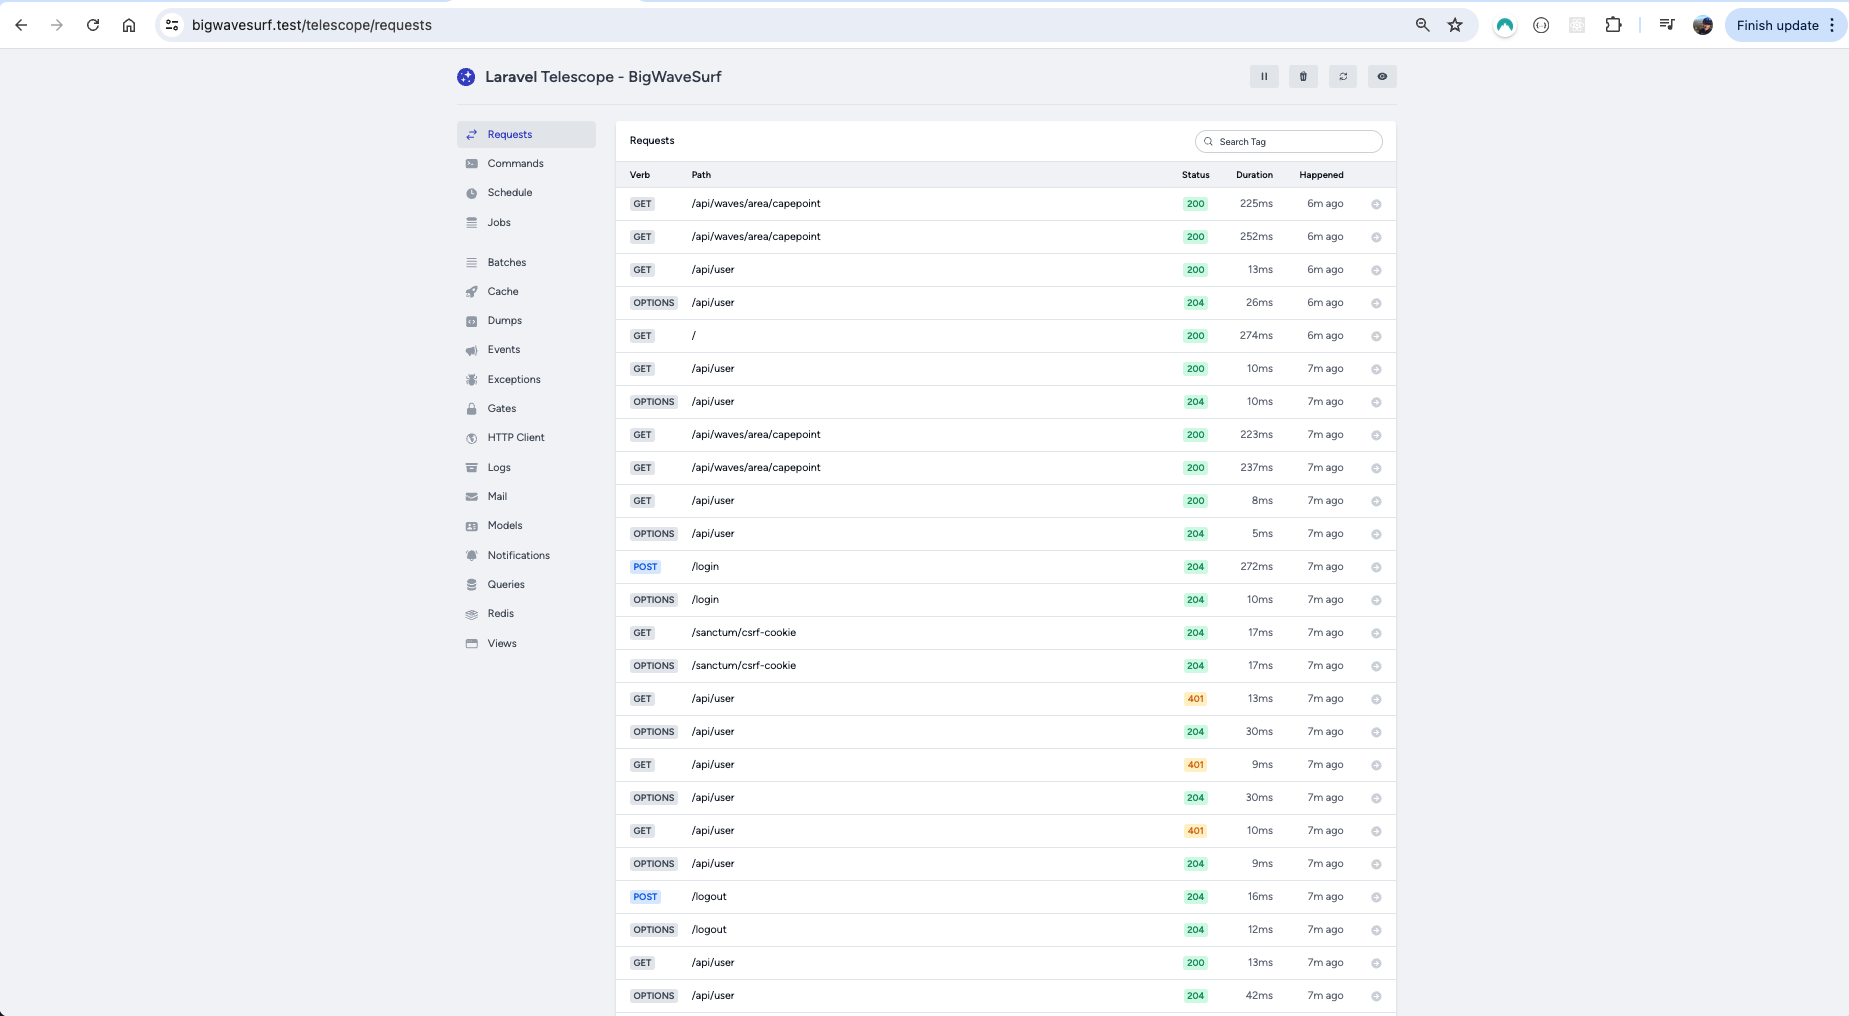 bigwavesurf.test/telescope/requests
Finish update
Laravel Telescope - BigWaveSurf
Requests
Commands
Schedule
Jobs
Batches
Cache
Dumps
Events
Exceptions
Gates
HTTP Client
Logs
Mail
Models
Notifications
Queries
Redis
Views
Requests
Search Tag
Verb Path Status Duration Happened
GET /api/waves/area/capepoint 200 225ms 6m ago
GET /api/waves/area/capepoint 200 252ms 6m ago
GET /api/user 200 13ms 6m ago
OPTIONS /api/user 204 26ms 6m ago
GET / 200 274ms 6m ago
GET /api/user 200 10ms 7m ago
OPTIONS /api/user 204 10ms 7m ago
GET /api/waves/area/capepoint 200 223ms 7m ago
GET /api/waves/area/capepoint 200 237ms 7m ago
GET /api/user 200 8ms 7m ago
OPTIONS /api/user 204 5ms 7m ago
POST /login 204 272ms 7m ago
OPTIONS /login 204 10ms 7m ago
GET /sanctum/csrf-cookie 204 17ms 7m ago
OPTIONS /sanctum/csrf-cookie 204 17ms 7m ago
GET /api/user 401 13ms 7m ago
OPTIONS /api/user 204 30ms 7m ago
GET /api/user 401 9ms 7m ago
OPTIONS /api/user 204 30ms 7m ago
GET /api/user 401 10ms 7m ago
OPTIONS /api/user 204 9ms 7m ago
POST /logout 204 16ms 7m ago
OPTIONS /logout 204 12ms 7m ago
GET /api/user 200 13ms 7m ago
OPTIONS /api/user 204 42ms 7m ago